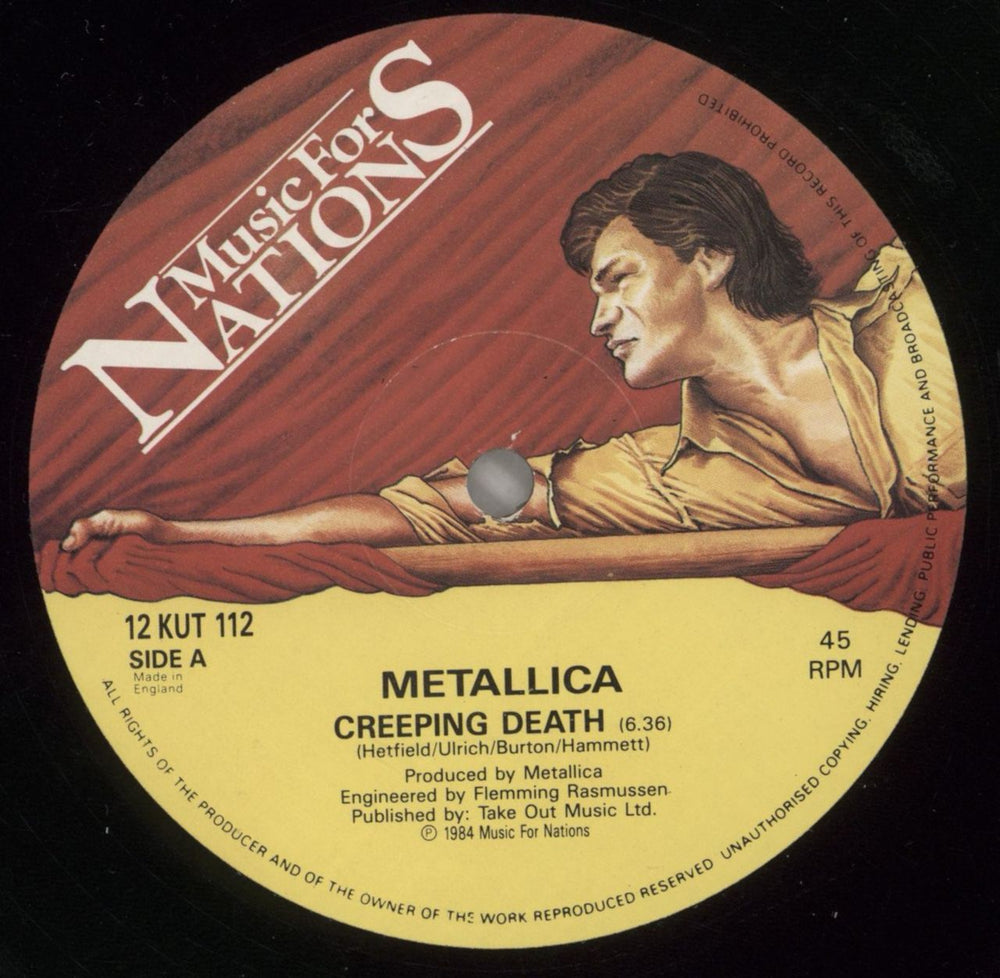 Music For
NATIONS
12 KUT 112
SIDE A
Made in
England
45
RPM
METALLICA
CREEPING DEATH (6.36)
(Hetfield/Ulrich/Burton/Hammett)
Produced by Metallica
Engineered by Flemming Rasmussen
Published by: Take Out Music Ltd.
Ⓟ 1984 Music For Nations
ALL RIGHTS OF THE PRODUCER AND OF THE OWNER OF THE WORK REPRODUCED RESERVED UNAUTHORISED COPYING, HIRING, LENDING, PUBLIC PERFORMANCE AND BROADCASTING OF THIS RECORD PROHIBITED